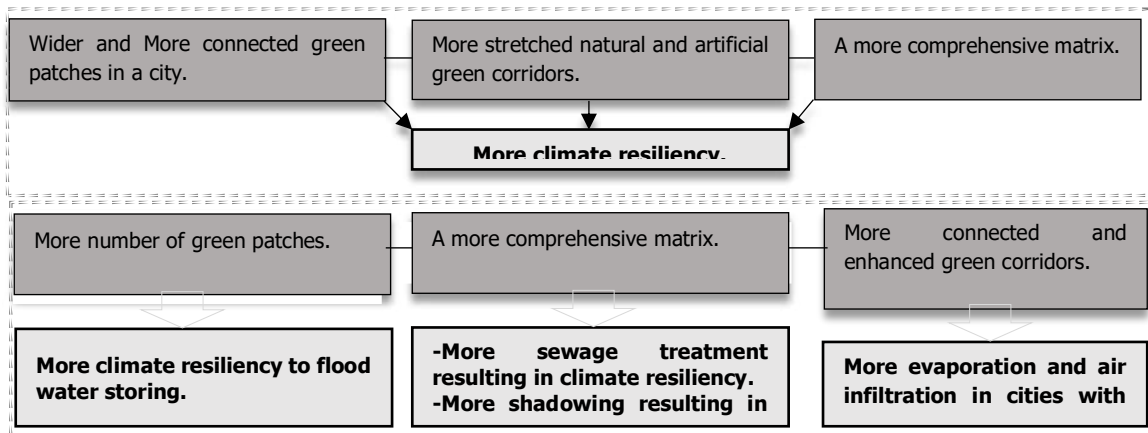 Wider and More connected green
patches in a city.
More stretched natural and artificial
green corridors.
A more comprehensive matrix.
More climate resiliency.
More number of green patches.
A more comprehensive matrix.
More connected and
enhanced green corridors.
More climate resiliency to flood
water storing.
-More sewage treatment
resulting in climate resiliency.
-More shadowing resulting in
More evaporation and air
infiltration in cities with